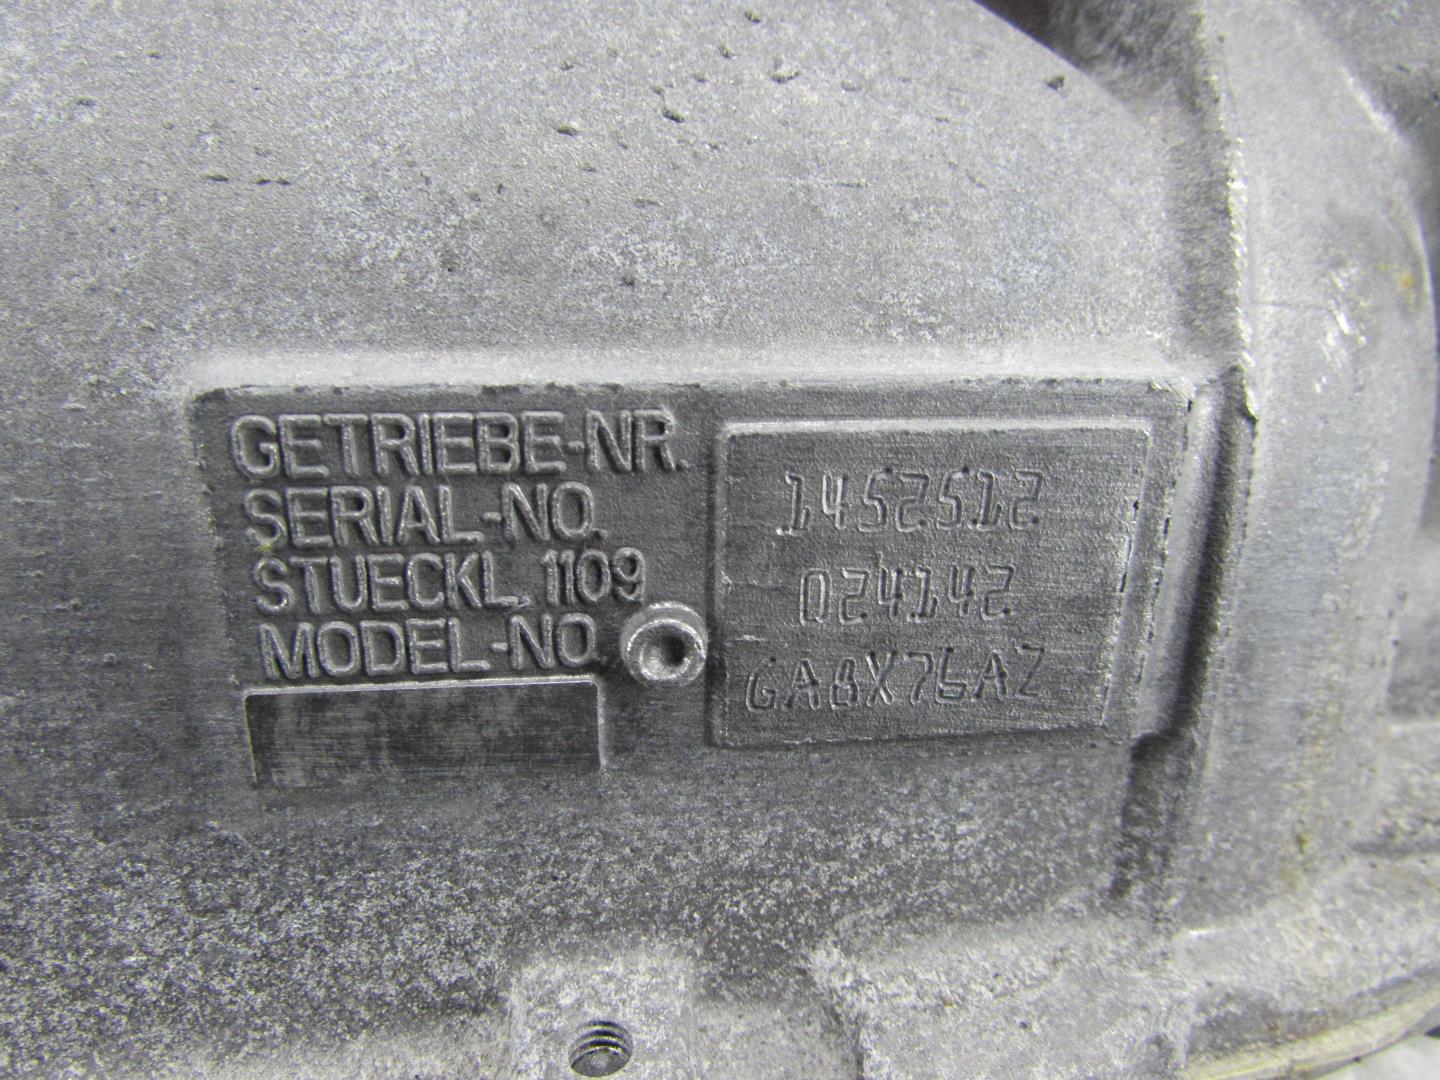 GETRIEBE-NR.
SERIAL-NO.
STUECKL. 1109
MODEL-NO.
1452512
024142
GA8X76AZ